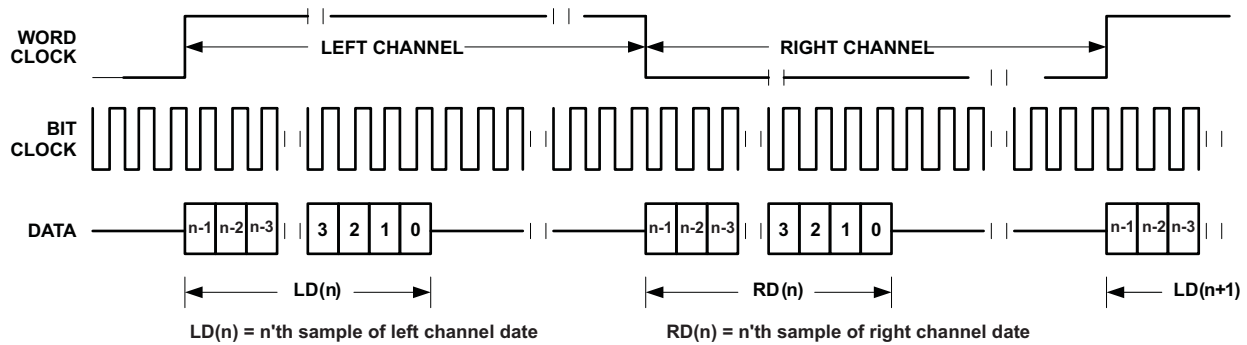 WORD
CLOCK
LEFT CHANNEL
RIGHT CHANNEL
BIT
CLOCK
DATA
n-1 n-2 n-3 3 2 1 0 n-1 n-2 n-3 3 2 1 0 n-1 n-2 n-3
LD(n) RD(n) LD(n+1)
LD(n) = n'th sample of left channel date
RD(n) = n'th sample of right channel date